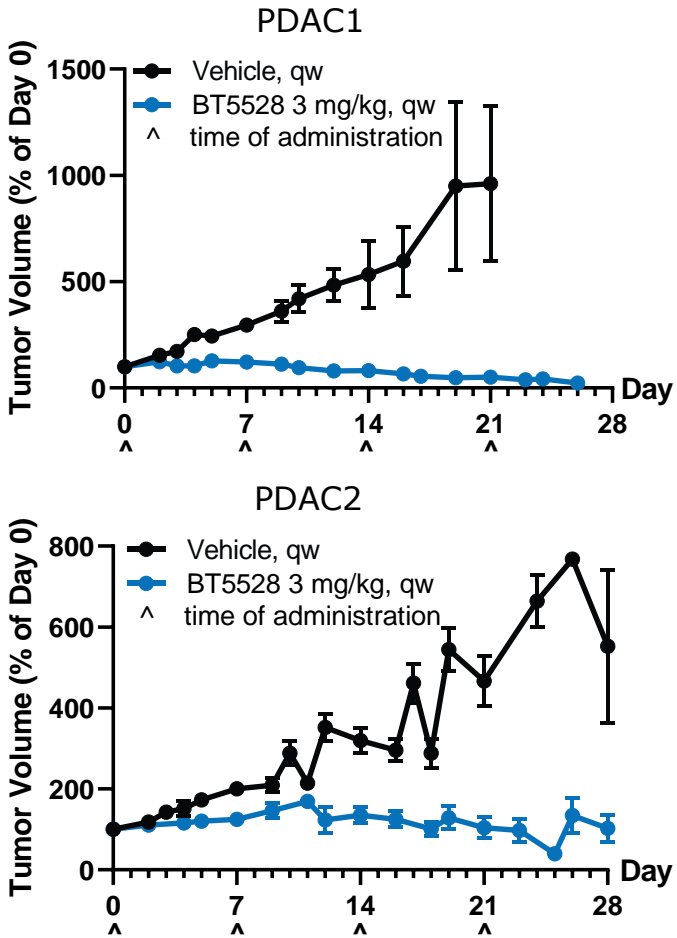 PDAC1
Tumor Volume (% of Day 0)
1500
1000
500
0
Vehicle, qw
BT5528 3 mg/kg, qw
^ time of administration
Day
0 7 14 21 28
^ ^ ^ ^
PDAC2
Tumor Volume (% of Day 0)
800
600
400
200
0
Vehicle, qw
BT5528 3 mg/kg, qw
^ time of administration
Day
0 7 14 21 28
^ ^ ^ ^